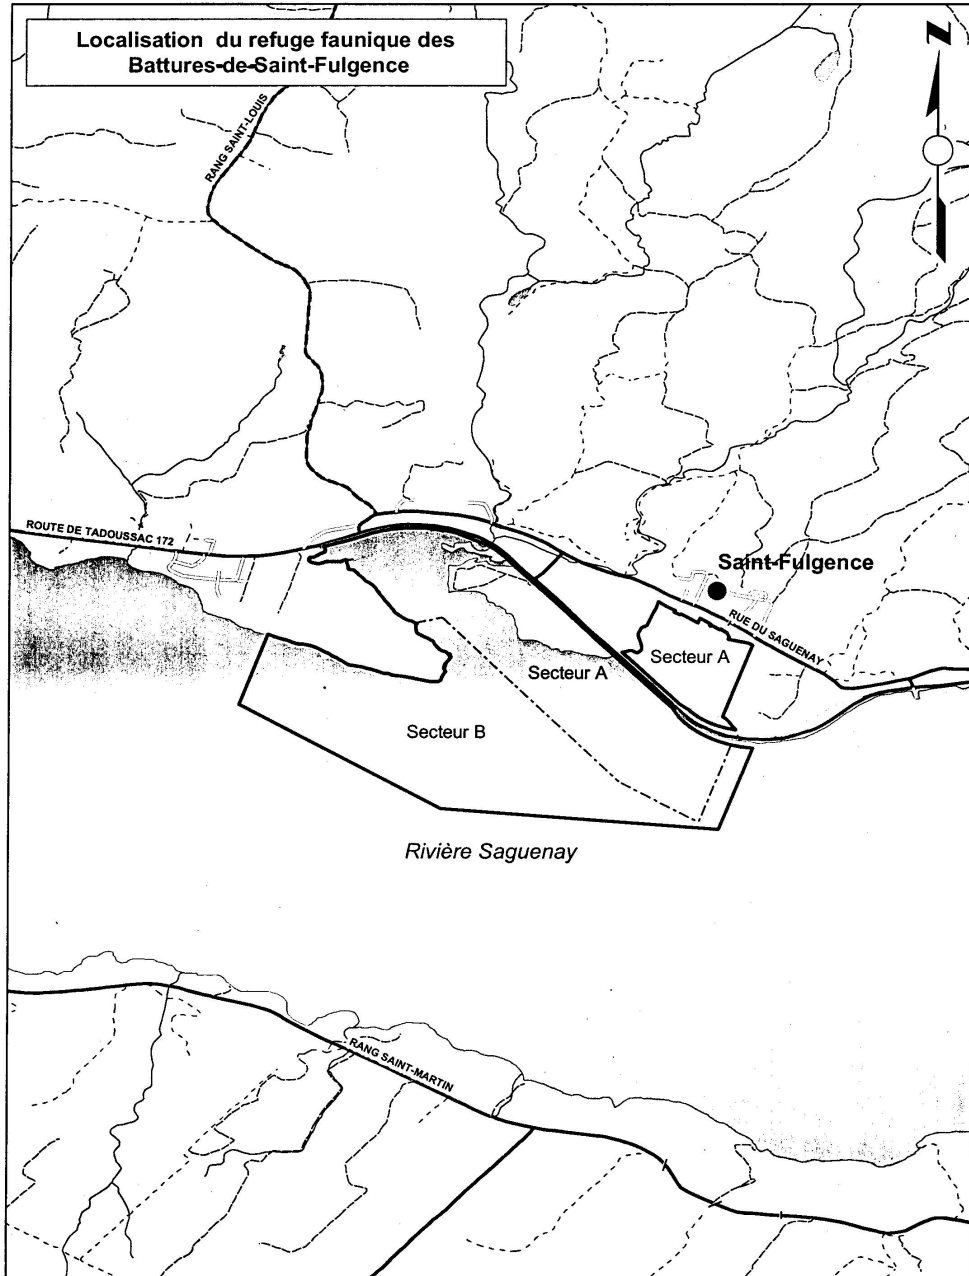 Localisation du refuge faunique des
Battures-de-Saint-Fulgence
N
RANG SAINT-LOUIS
ROUTE DE TADOUSSAC 172
Saint-Fulgence
RUE DU SAGUENAY
Secteur A
Secteur A
Secteur B
Rivière Saguenay
RANG SAINT-MARTIN